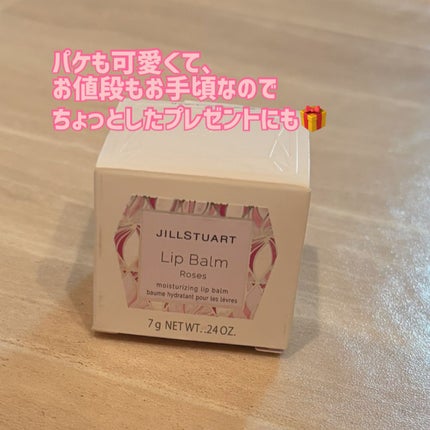 パケも可愛くて、
お値段もお手頃なので
ちょっとしたプレゼントにも🎁
JILLSTUART
Lip Balm
Roses
moisturizing lip balm
baume hydratant pour les lèvres
7g NET WT. .24 OZ.